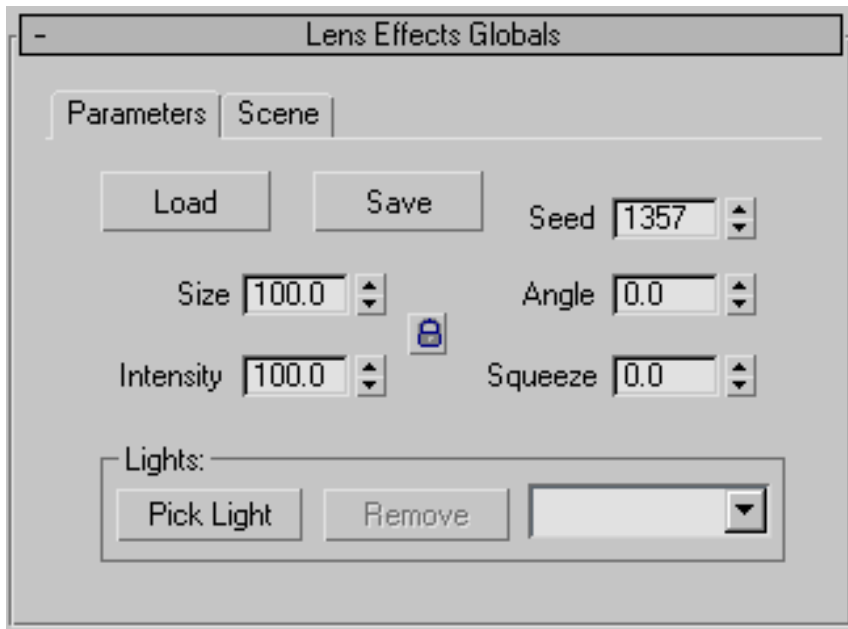 - Lens Effects Globals
Parameters Scene
Load Save Seed 1357
Size 100.0 Angle 0.0
Intensity 100.0 Squeeze 0.0
Lights:
Pick Light Remove